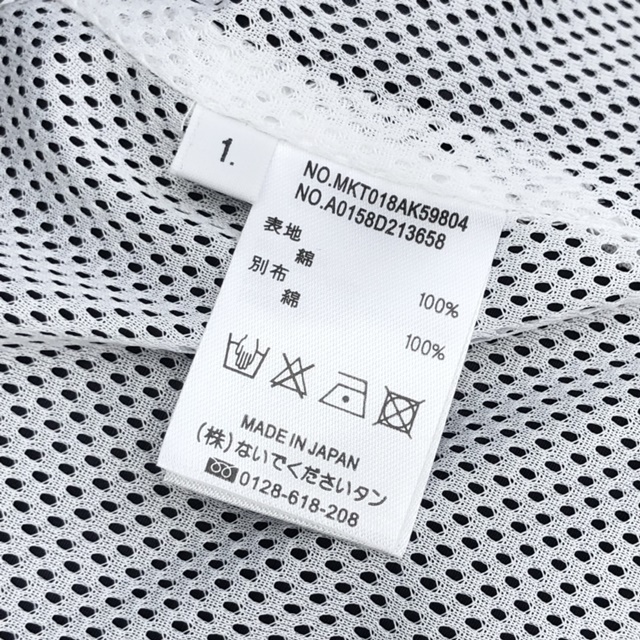 1.
NO.MKT018AK59804
NO.A0158D213658
表地
綿 100%
別布
綿 100%
MADE IN JAPAN
(株)ないでくださいタン
0128-618-208